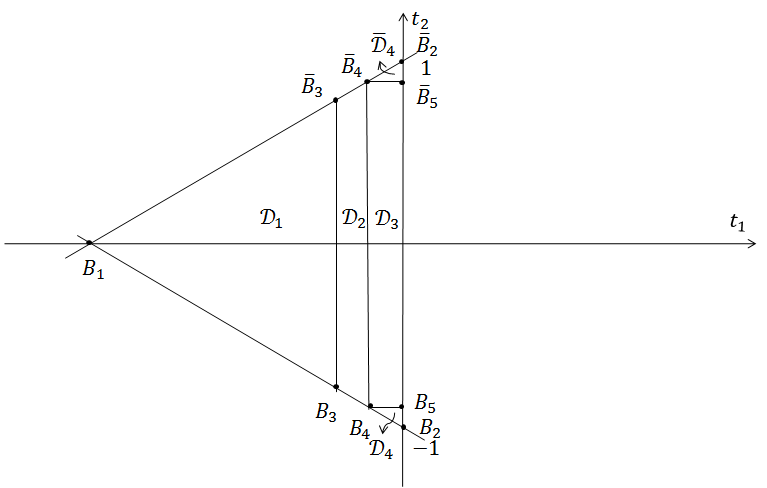 t₂
𝒟̄₄
B̄₂
B̄₄
1
B̄₃
B̄₅
𝒟₁
𝒟₂
𝒟₃
t₁
B₁
B₃
B₅
B₄
B₂
𝒟₄
−1